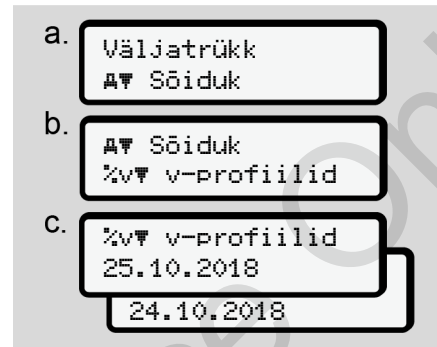 a.
Väljatrükk
A▼ Sõiduk
b.
A▼ Sõiduk
%v▼ v-profiilid
c.
%v▼ v-profiilid
25.10.2018
24.10.2018